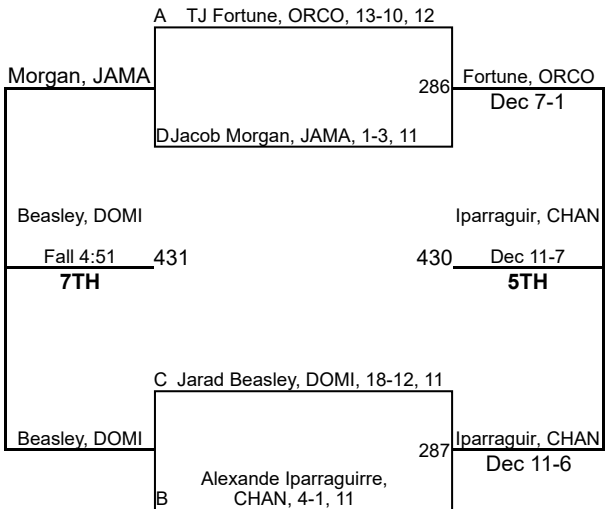 A TJ Fortune, ORCO, 13-10, 12
Morgan, JAMA
286
Fortune, ORCO
Dec 7-1
DJacob Morgan, JAMA, 1-3, 11
Beasley, DOMI
Iparraguir, CHAN
Fall 4:51
431
430
Dec 11-7
7TH
5TH
C Jarad Beasley, DOMI, 18-12, 11
Beasley, DOMI
287
Iparraguir, CHAN
Dec 11-6
Alexande Iparraguirre,
B CHAN, 4-1, 11